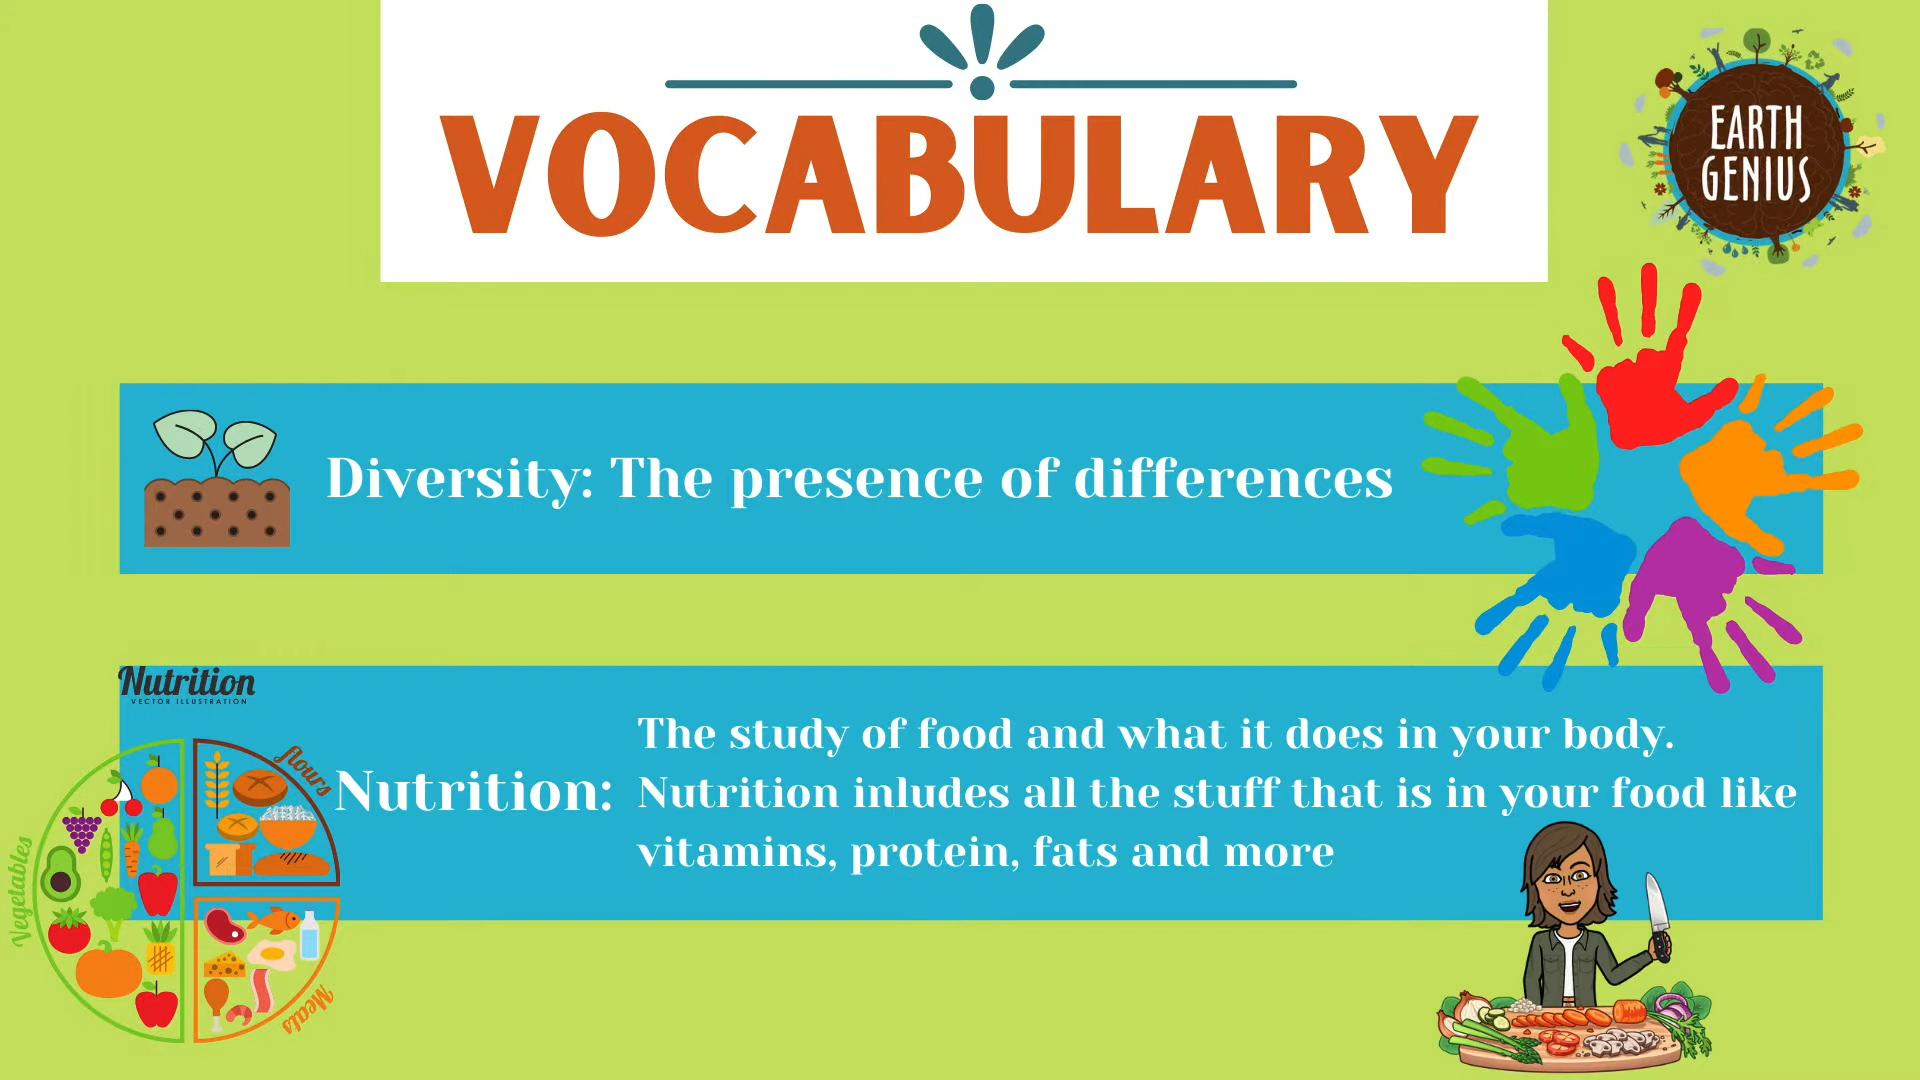 VOCABULARY
EARTH
GENIUS
Diversity: The presence of differences
Nutrition
VECTOR ILLUSTRATION
flours
Vegetables
Meats
Nutrition:
The study of food and what it does in your body.
Nutrition inludes all the stuff that is in your food like
vitamins, protein, fats and more